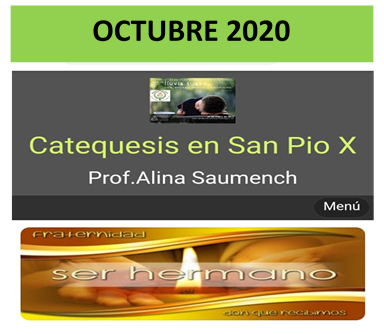 OCTUBRE 2020
Catequesis en San Pio X
Prof.Alina Saumench
Menú
fraternidad
ser hermano
don que recibimos